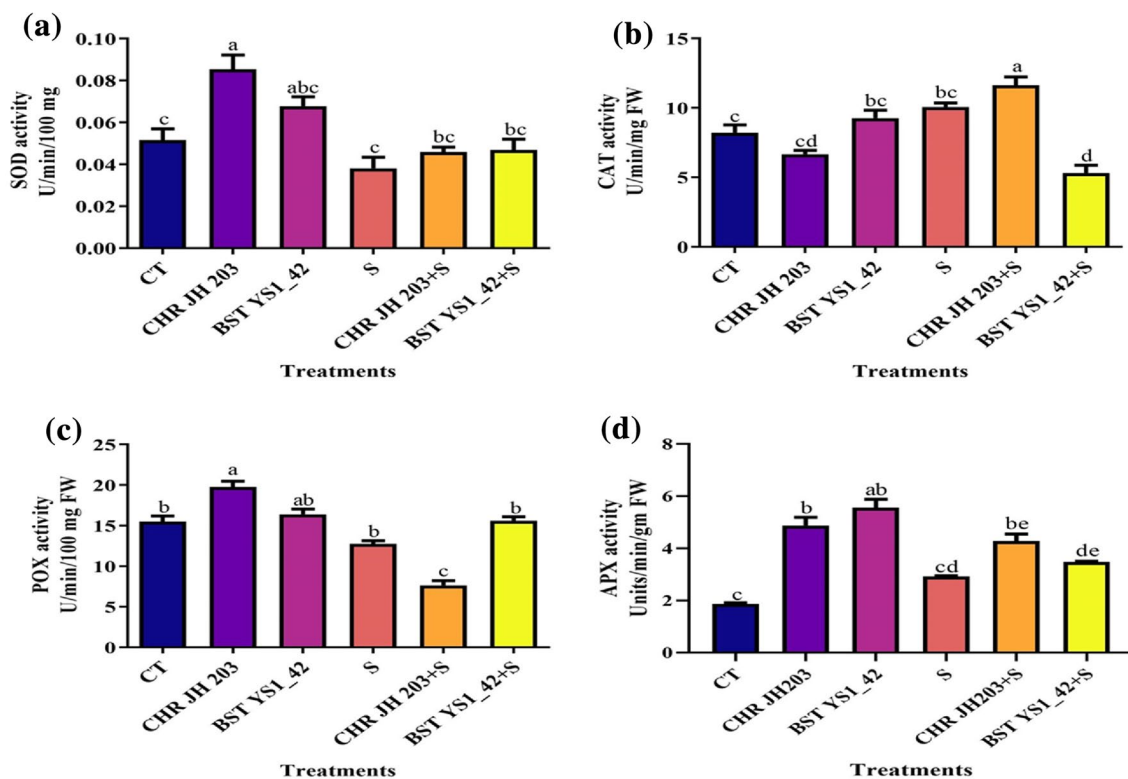 (a)
SOD activity
U/min/100 mg
0.10
0.08
0.06
0.04
0.02
0.00
c
a
abc
c
bc
bc
CT
CHR JH 203
BST YS1_42
S
CHR JH 203+S
BST YS1_42+S
Treatments
(b)
CAT activity
U/min/mg FW
15
10
5
0
c
cd
bc
bc
a
d
CT
CHR JH 203
BST YS1_42
S
CHR JH 203+S
BST YS1_42+S
Treatments
(c)
POX activity
U/min/100 mg FW
25
20
15
10
5
0
b
a
ab
b
c
b
CT
CHR JH 203
BST YS1_42
S
CHR JH 203+S
BST YS1_42+S
Treatments
(d)
APX activity
Units/min/gm FW
8
6
4
2
0
c
b
ab
cd
be
de
CT
CHR JH203
BST YS1_42
S
CHR JH203+S
BST YS1_42+S
Treatments